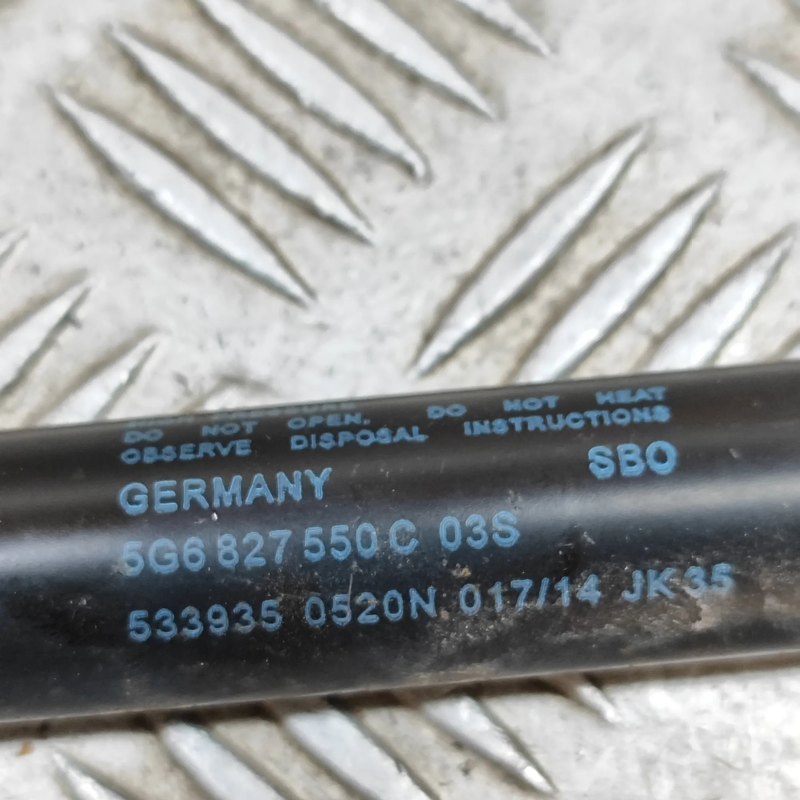 DO NOT OPEN. DO NOT HEAT
OBSERVE DISPOSAL INSTRUCTIONS
GERMANY SBO
5G6 827 550 C 03S
533935 0520N 017/14 JK35